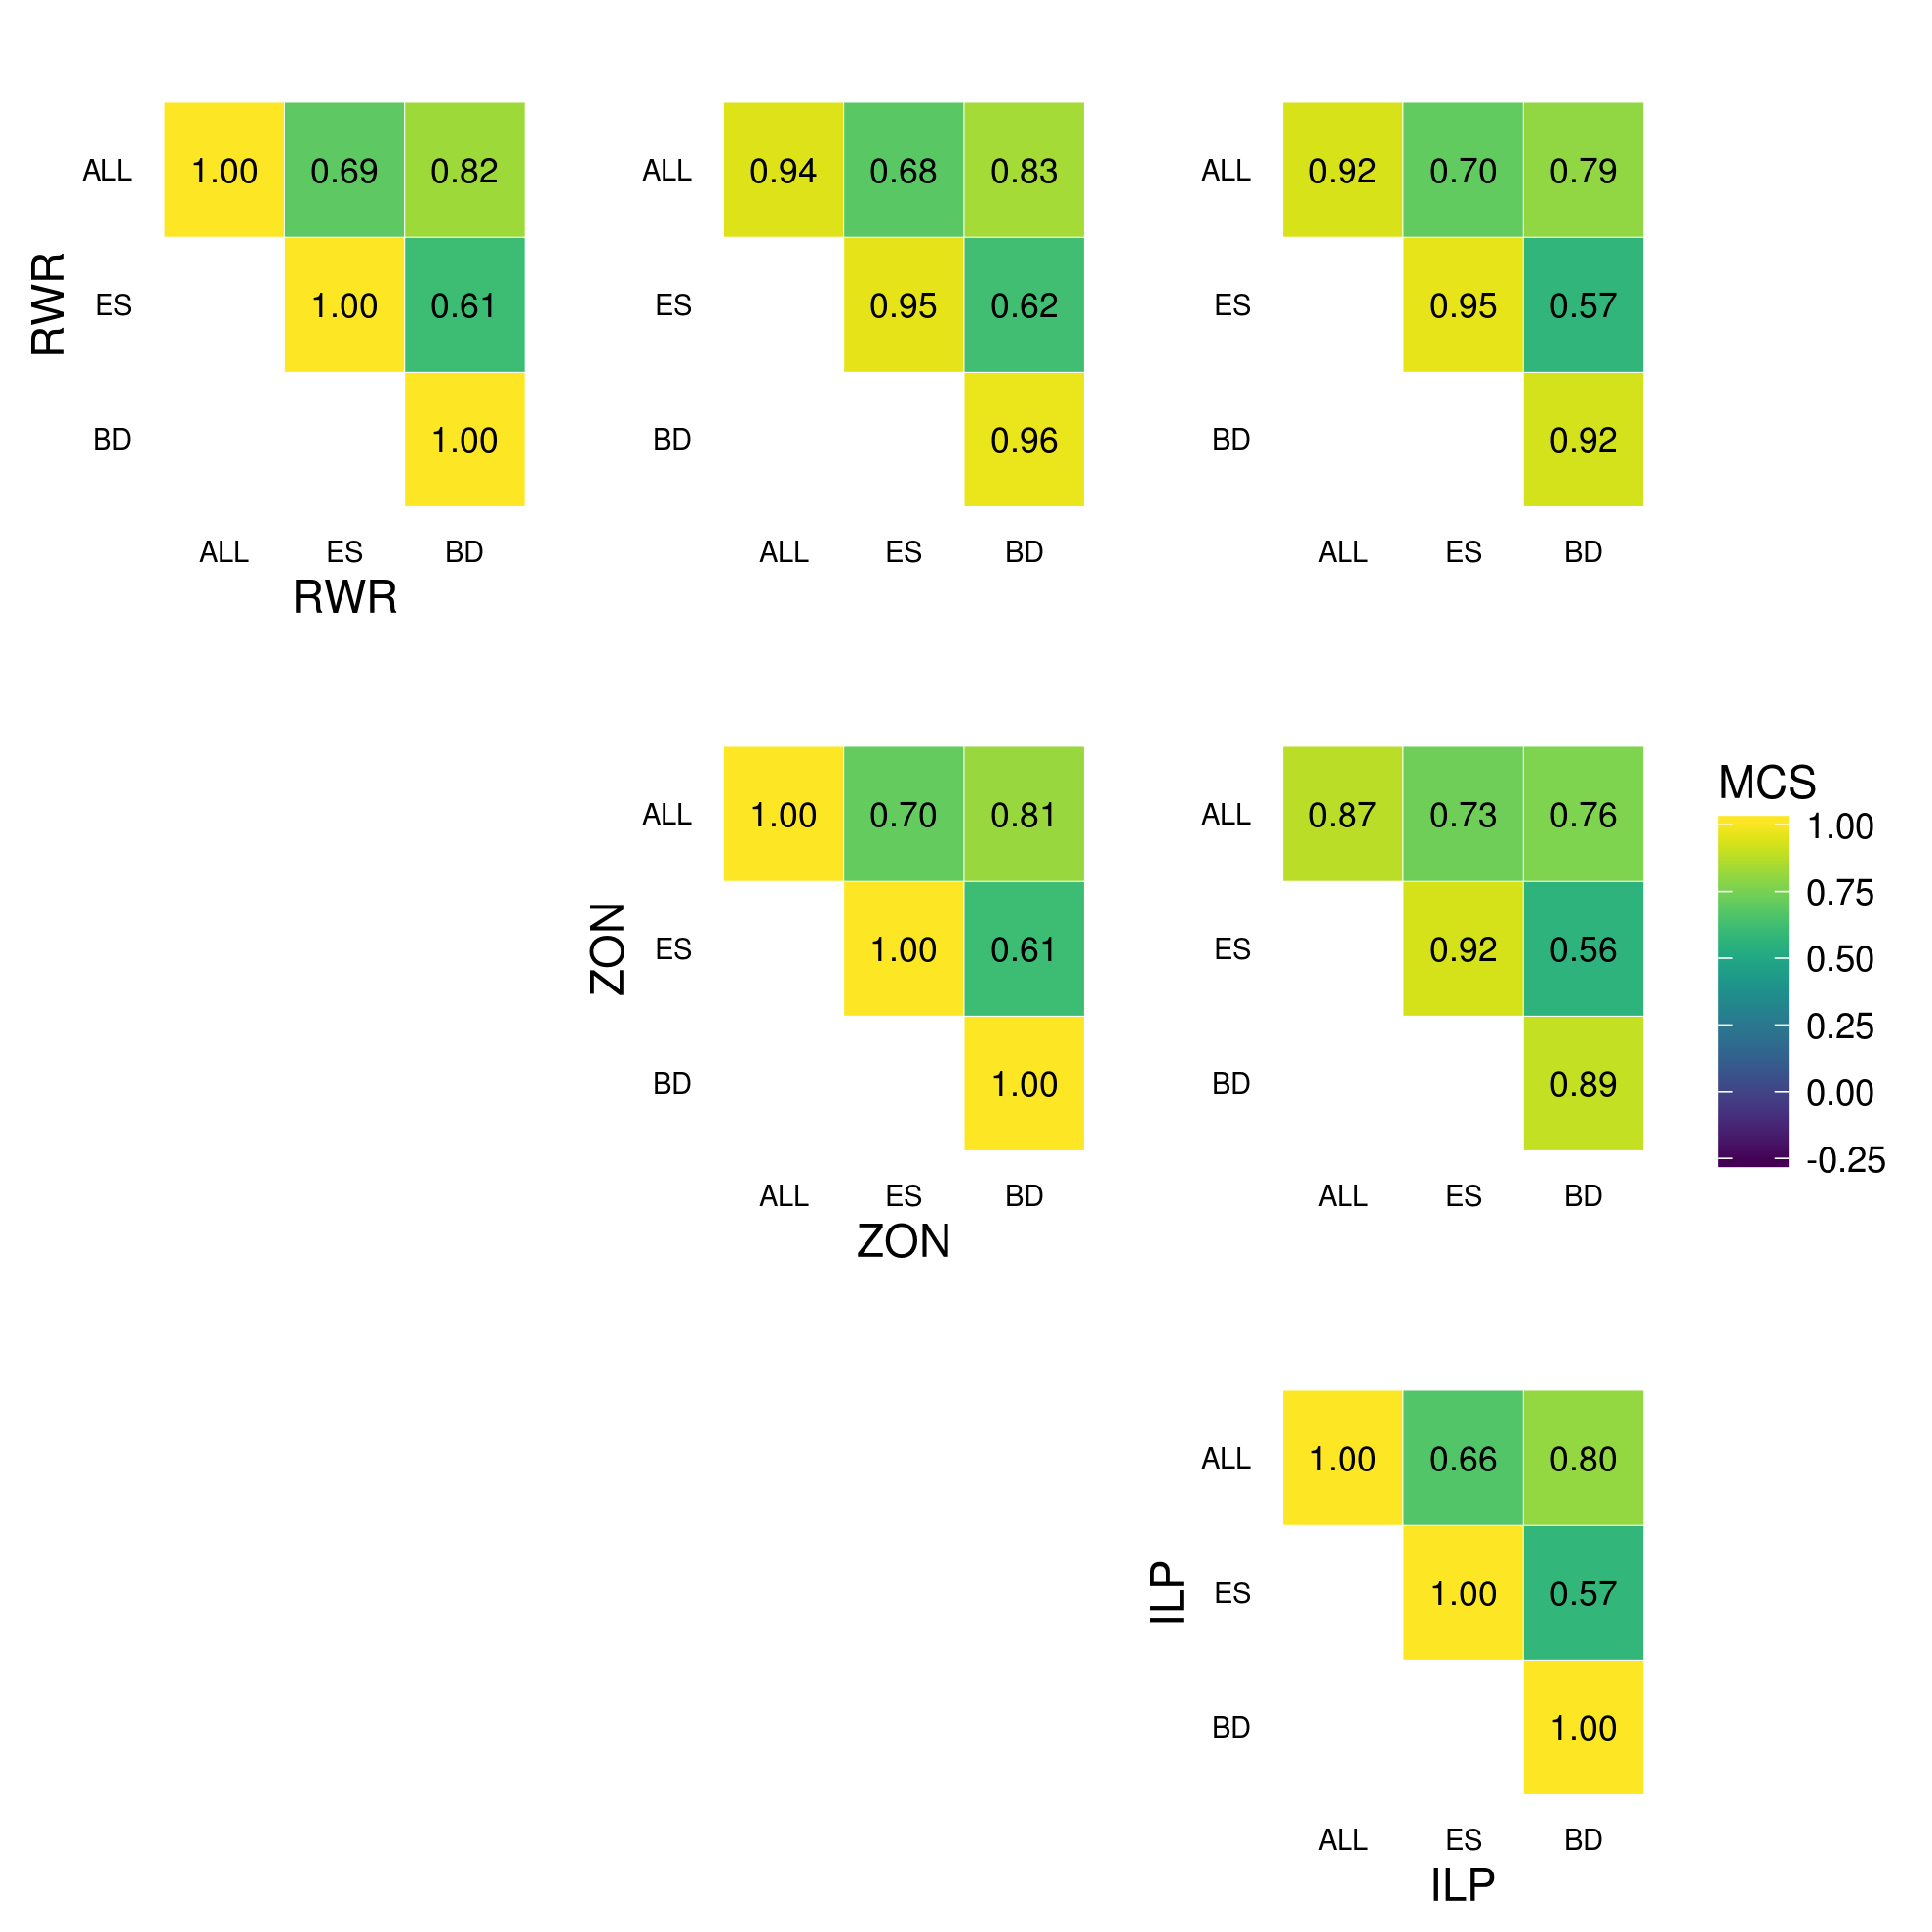 ALL 1.00 0.69 0.82 ALL 0.94 0.68 0.83 ALL 0.92 0.70 0.79
RWR
ES 1.00 0.61 ES 0.95 0.62 ES 0.95 0.57
BD 1.00 BD 0.96 BD 0.92
ALL ES BD ALL ES BD ALL ES BD
RWR
ALL 1.00 0.70 0.81 ALL 0.87 0.73 0.76
ZON
ES 1.00 0.61 ES 0.92 0.56
BD 1.00 BD 0.89
ALL ES BD ALL ES BD
ZON
MCS
1.00
0.75
0.50
0.25
0.00
-0.25
ALL 1.00 0.66 0.80
ILP
ES 1.00 0.57
BD 1.00
ALL ES BD
ILP